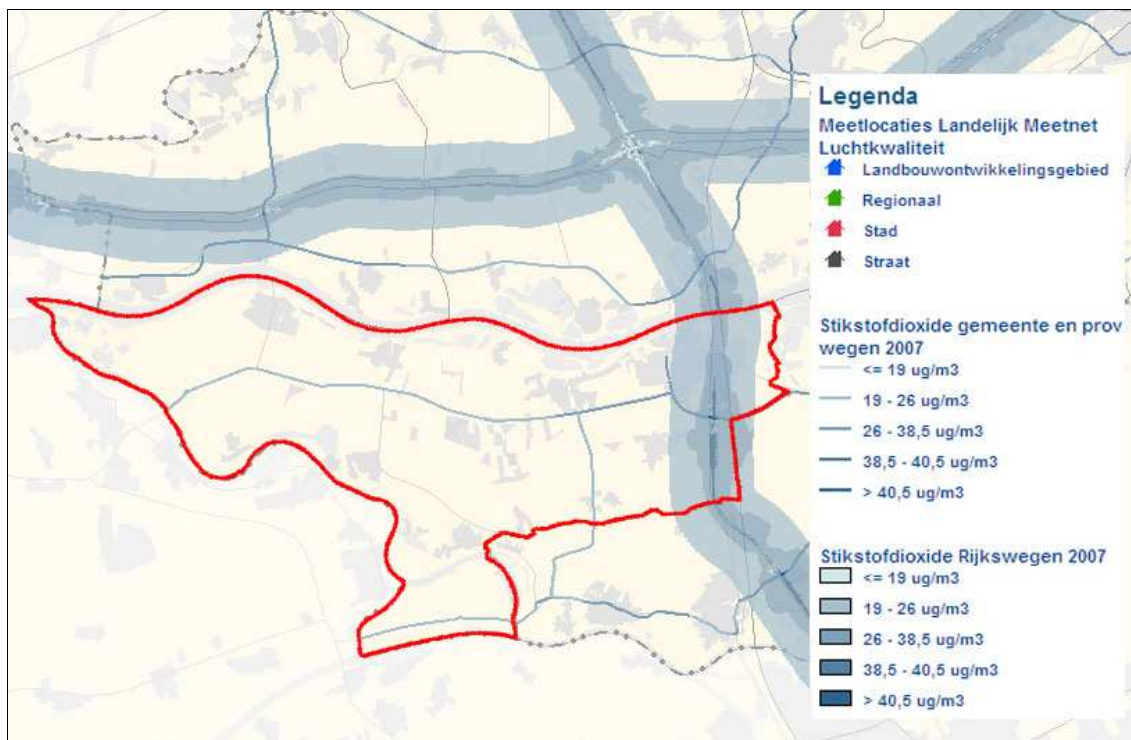 Legenda
Meetlocaties Landelijk Meetnet
Luchtkwaliteit
Landbouwontwikkelingsgebied
Regionaal
Stad
Straat
Stikstofdioxide gemeente en prov
wegen 2007
<= 19 ug/m3
19 - 26 ug/m3
26 - 38,5 ug/m3
38,5 - 40,5 ug/m3
> 40,5 ug/m3
Stikstofdioxide Rijkswegen 2007
<= 19 ug/m3
19 - 26 ug/m3
26 - 38,5 ug/m3
38,5 - 40,5 ug/m3
> 40,5 ug/m3